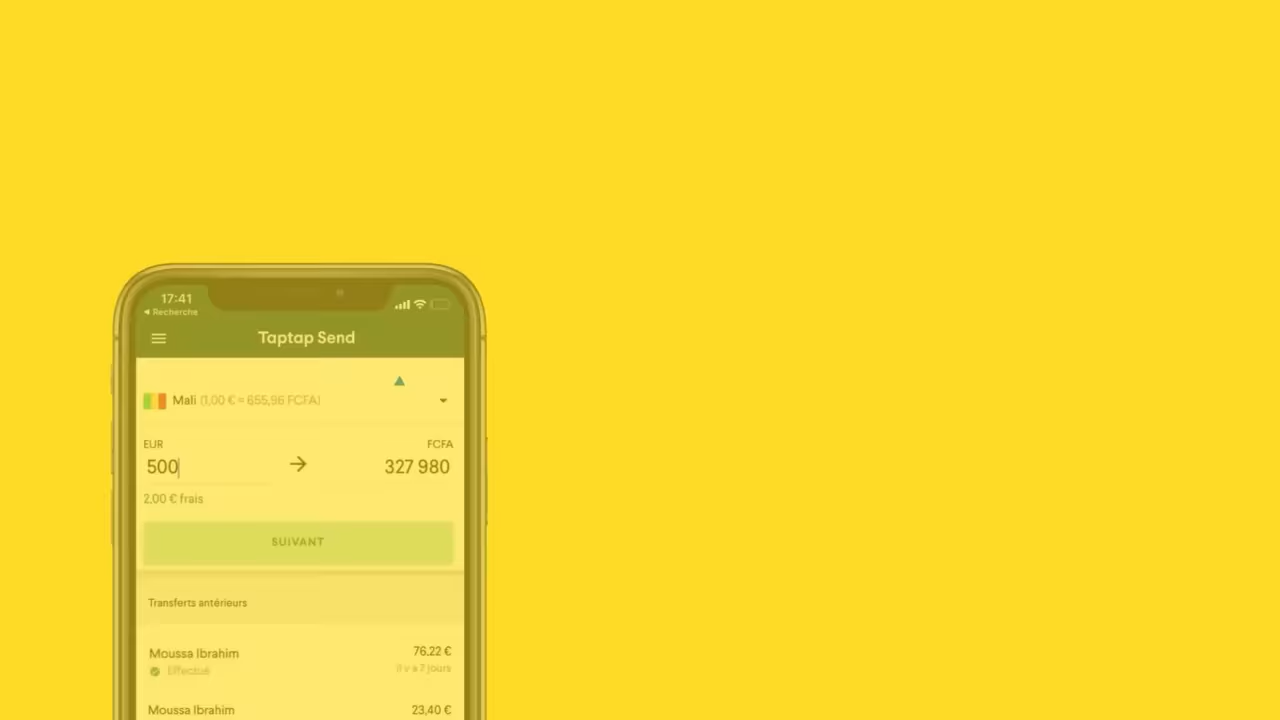 17:41
Recherche
Taptap Send
Mali (1,00 € = 655,96 FCFA)
EUR
FCFA
500
327 980
2,00 € frais
SUIVANT
Transferts antérieurs
Moussa Ibrahim
76,22 €
Effectué
il y a 7 jours
Moussa Ibrahim
23,40 €